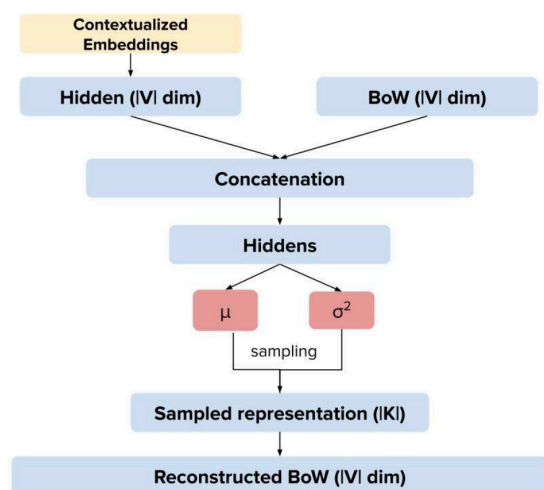 Contextualized
Embeddings
Hidden (|V| dim)
BoW (|V| dim)
Concatenation
Hiddens
μ
σ²
sampling
Sampled representation (|K|)
Reconstructed BoW (|V| dim)